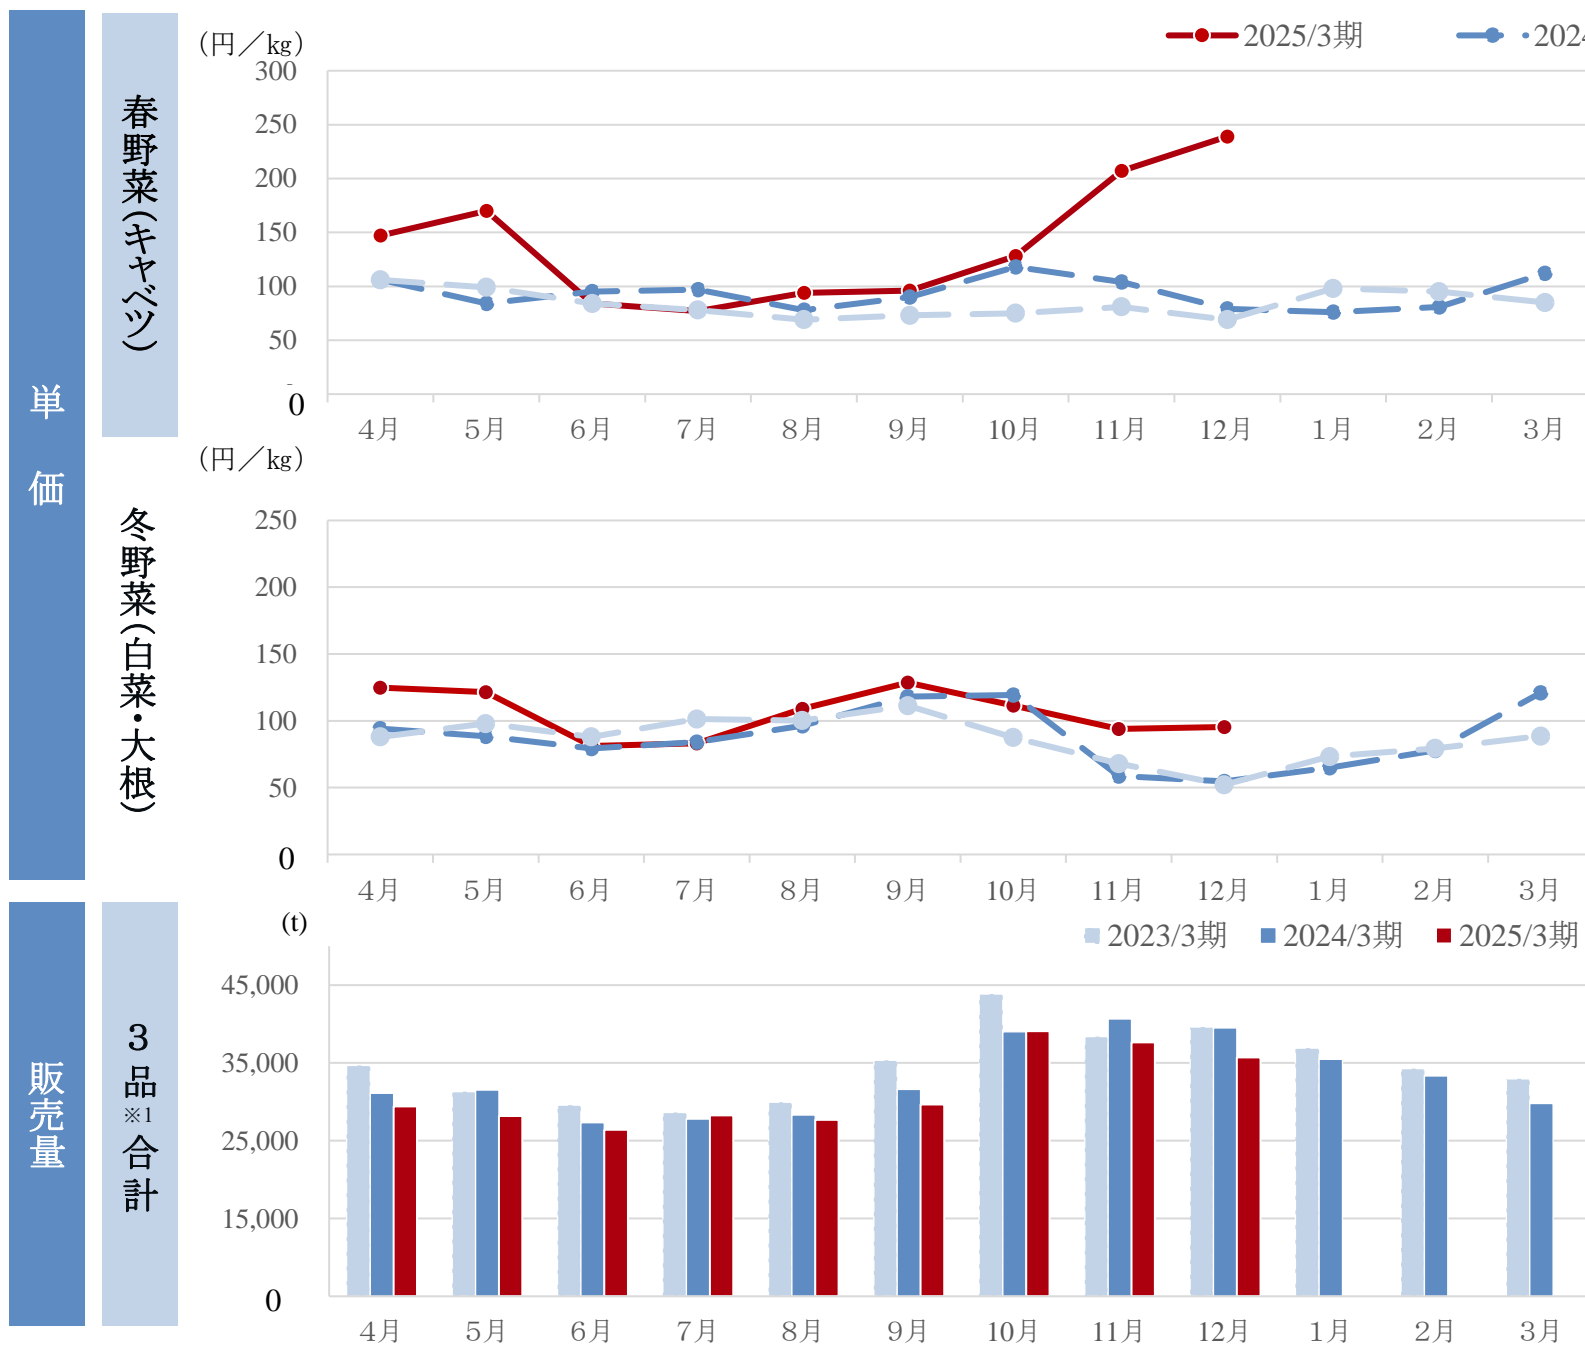 単価
春野菜(キャベツ)
(円／㎏)
2025/3期
2024
300
250
200
150
100
50
0
4月 5月 6月 7月 8月 9月 10月 11月 12月 1月 2月 3月
冬野菜(白菜・大根)
(円／㎏)
250
200
150
100
50
0
4月 5月 6月 7月 8月 9月 10月 11月 12月 1月 2月 3月
販売量
3品※1合計
(t)
2023/3期 2024/3期 2025/3期
45,000
35,000
25,000
15,000
0
4月 5月 6月 7月 8月 9月 10月 11月 12月 1月 2月 3月